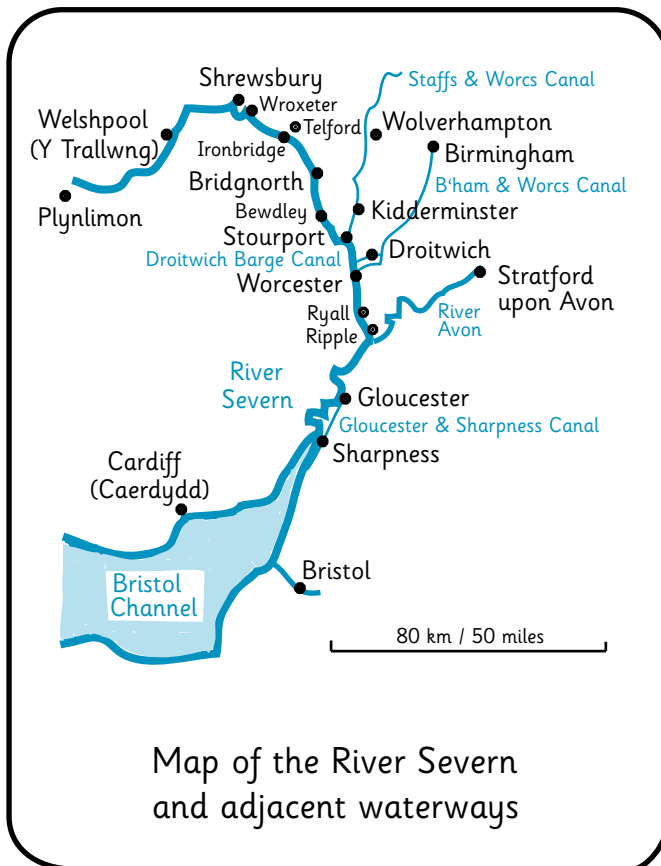 Shrewsbury
Staffs & Worcs Canal
Wroxeter
Welshpool
(Y Trallwng)
Telford
Wolverhampton
Ironbridge
Birmingham
Bridgnorth
B'ham & Worcs Canal
Plynlimon
Bewdley
Kidderminster
Stourport
Droitwich
Droitwich Barge Canal
Worcester
Stratford
upon Avon
Ryall
River
Avon
Ripple
River
Severn
Gloucester
Gloucester & Sharpness Canal
Sharpness
Cardiff
(Caerdydd)
Bristol
Bristol
Channel
80 km / 50 miles
Map of the River Severn
and adjacent waterways